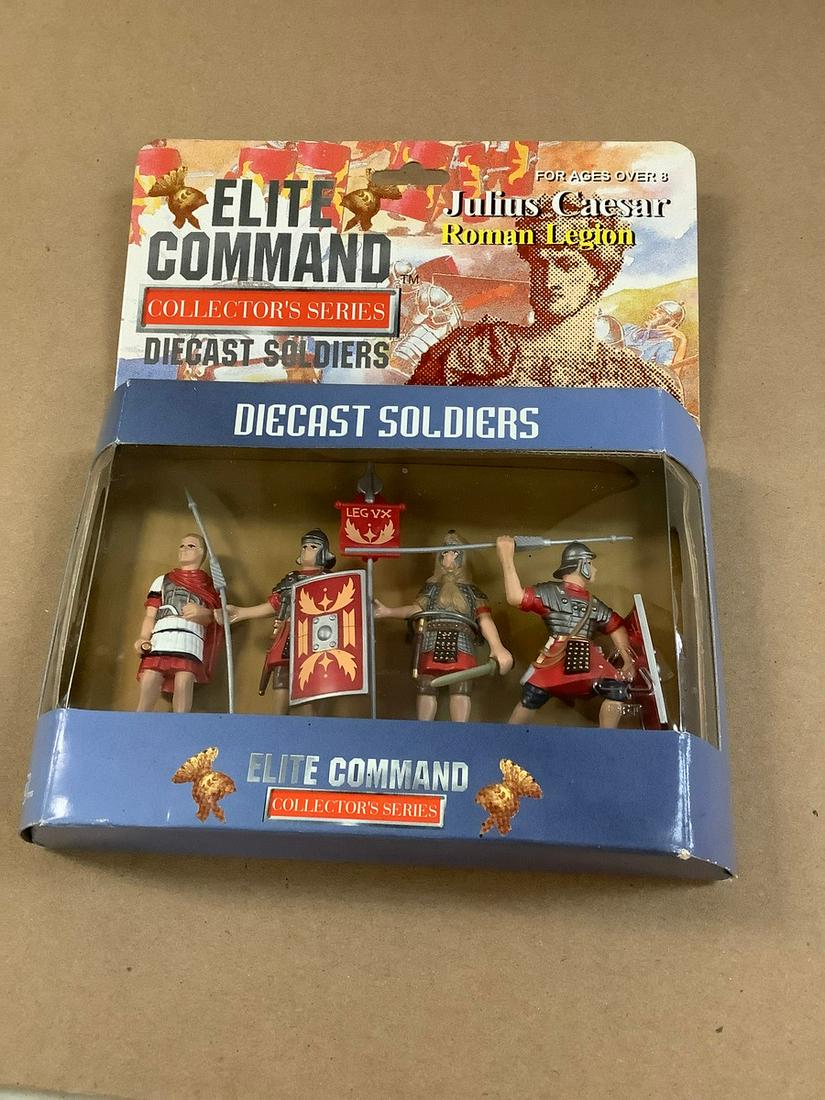 FOR AGES OVER 8
ELITE
COMMAND™
COLLECTOR'S SERIES
DIECAST SOLDIERS
Julius Caesar
Roman Legion
DIECAST SOLDIERS
LEG VX
ELITE COMMAND
COLLECTOR'S SERIES